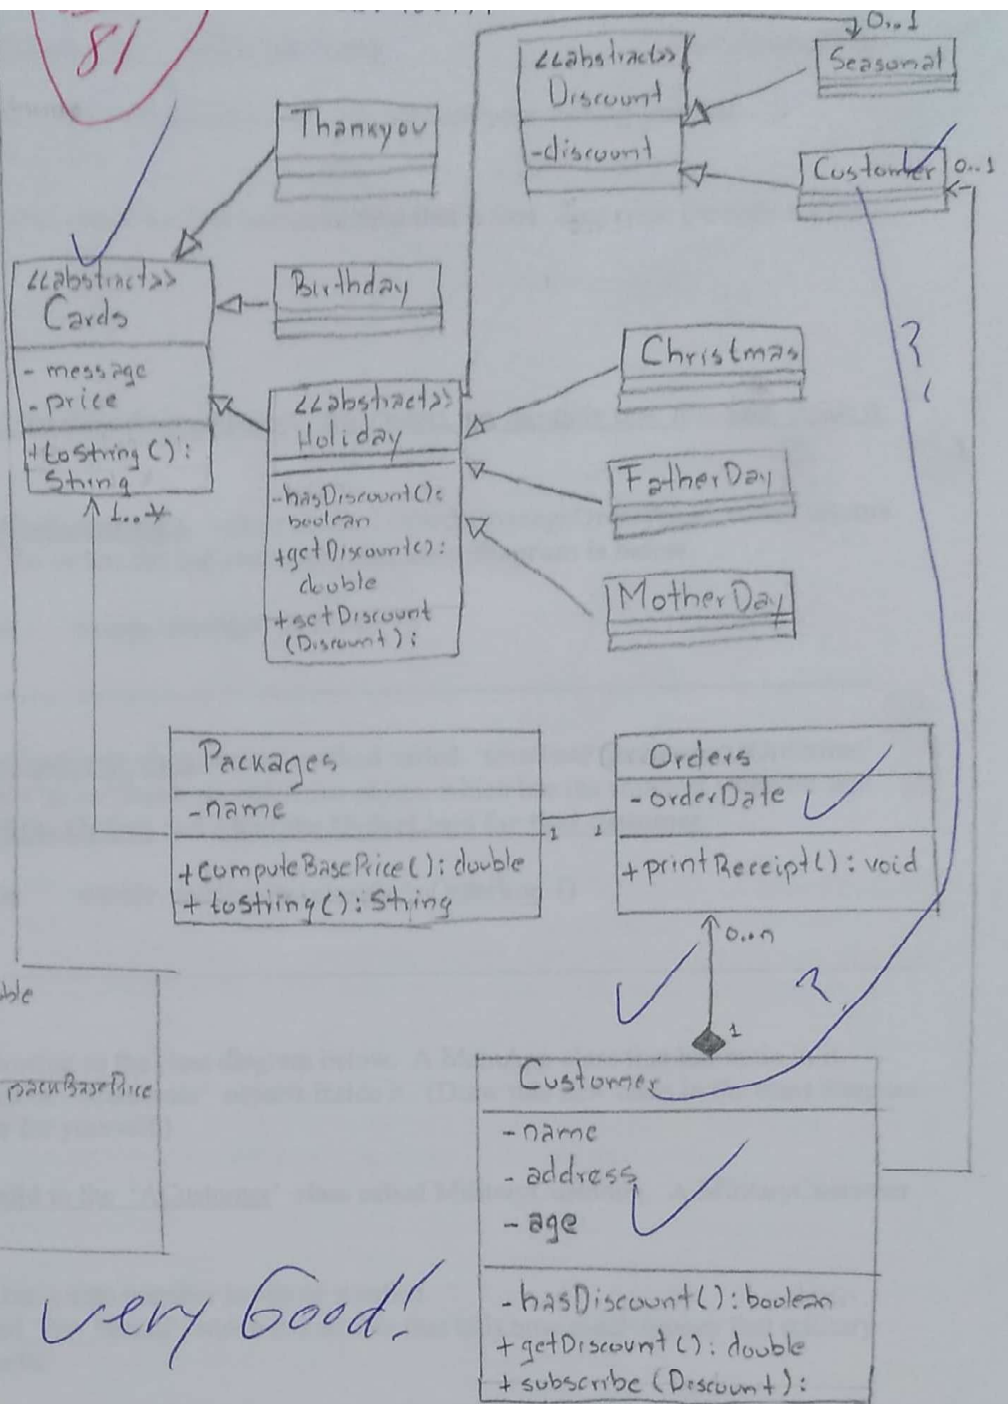 81
0..1
<<abstract>>
Discount
-discount
Seasonal
Customer
0..1
Thankyou
<<abstract>>
Cards
- message
- price
+toString():
String
1..*
Birthday
<<abstract>>
Holiday
-hasDiscount():
boolean
+getDiscount():
double
+setDiscount
(Discount):
Christmas
FatherDay
MotherDay
?
Packages
-name
+computeBasePrice(): double
+ toString(): String
1
1
Orders
-orderDate
+printReceipt(): void
0..n
?
1
packBasePrice
Customer
-name
- address
- age
-hasDiscount(): boolean
+ getDiscount(): double
+ subscribe (Discount):
very Good!